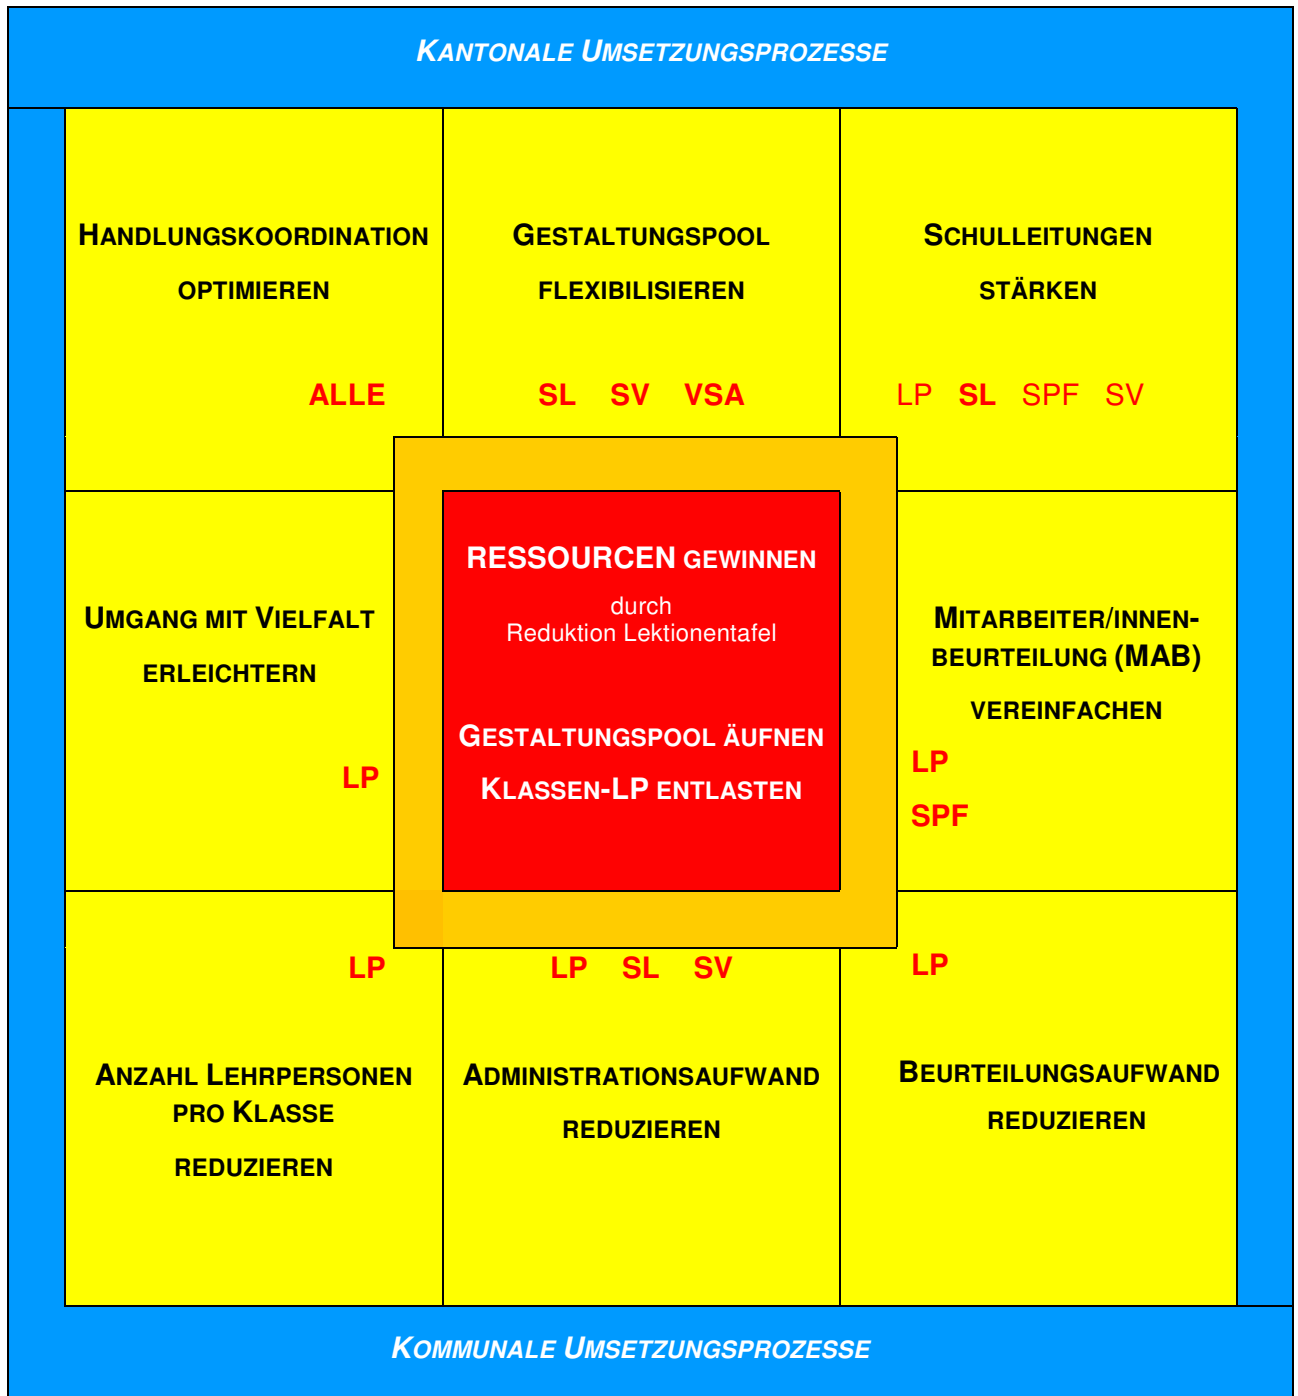 KANTONALE UMSETZUNGSPROZESSE
HANDLUNGSKOORDINATION
OPTIMIEREN
ALLE
GESTALTUNGSPOOL
FLEXIBILISIEREN
SL SV VSA
SCHULLEITUNGEN
STÄRKEN
LP SL SPF SV
UMGANG MIT VIELFALT
ERLEICHTERN
LP
RESSOURCEN GEWINNEN
durch
Reduktion Lektionentafel
GESTALTUNGSPOOL ÄUFNEN
KLASSEN-LP ENTLASTEN
MITARBEITER/INNEN-
BEURTEILUNG (MAB)
VEREINFACHEN
LP
SPF
LP
ANZAHL LEHRPERSONEN
PRO KLASSE
REDUZIEREN
LP SL SV
ADMINISTRATIONSAUFWAND
REDUZIEREN
LP
BEURTEILUNGSAUFWAND
REDUZIEREN
KOMMUNALE UMSETZUNGSPROZESSE